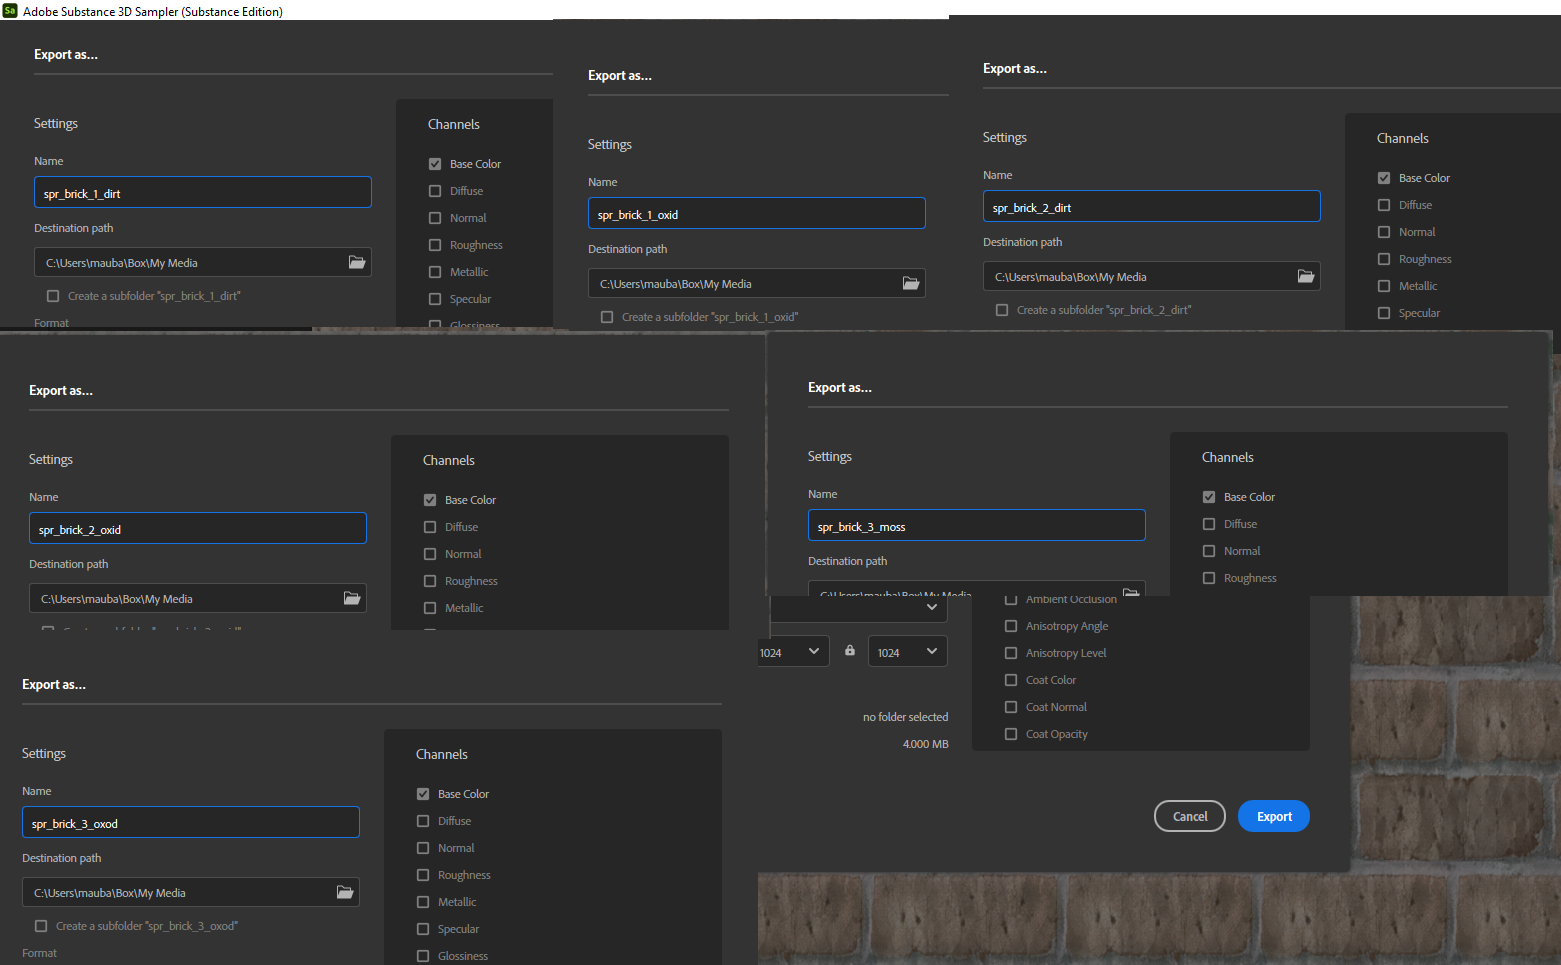 Sa Adobe Substance 3D Sampler (Substance Edition)
Export as...
Settings
Name
spr_brick_1_dirt
Destination path
C:\Users\mauba\Box\My Media
Create a subfolder "spr_brick_1_dirt"
Format
Channels
Base Color
Diffuse
Normal
Roughness
Metallic
Specular
Glossiness
Export as...
Settings
Name
spr_brick_1_oxid
Destination path
C:\Users\mauba\Box\My Media
Create a subfolder "spr_brick_1_oxid"
Export as...
Settings
Name
spr_brick_2_dirt
Destination path
C:\Users\mauba\Box\My Media
Create a subfolder "spr_brick_2_dirt"
Channels
Base Color
Diffuse
Normal
Roughness
Metallic
Specular
Export as...
Settings
Name
spr_brick_2_oxid
Destination path
C:\Users\mauba\Box\My Media
Channels
Base Color
Diffuse
Normal
Roughness
Metallic
Export as...
Settings
Name
spr_brick_3_moss
Destination path
C:\Users\mauba\Box\My Media
Channels
Base Color
Diffuse
Normal
Roughness
Ambient Occlusion
Anisotropy Angle
Anisotropy Level
Coat Color
Coat Normal
Coat Opacity
1024
1024
no folder selected
4.000 MB
Cancel
Export
Export as...
Settings
Name
spr_brick_3_oxod
Destination path
C:\Users\mauba\Box\My Media
Create a subfolder "spr_brick_3_oxod"
Format
Channels
Base Color
Diffuse
Normal
Roughness
Metallic
Specular
Glossiness